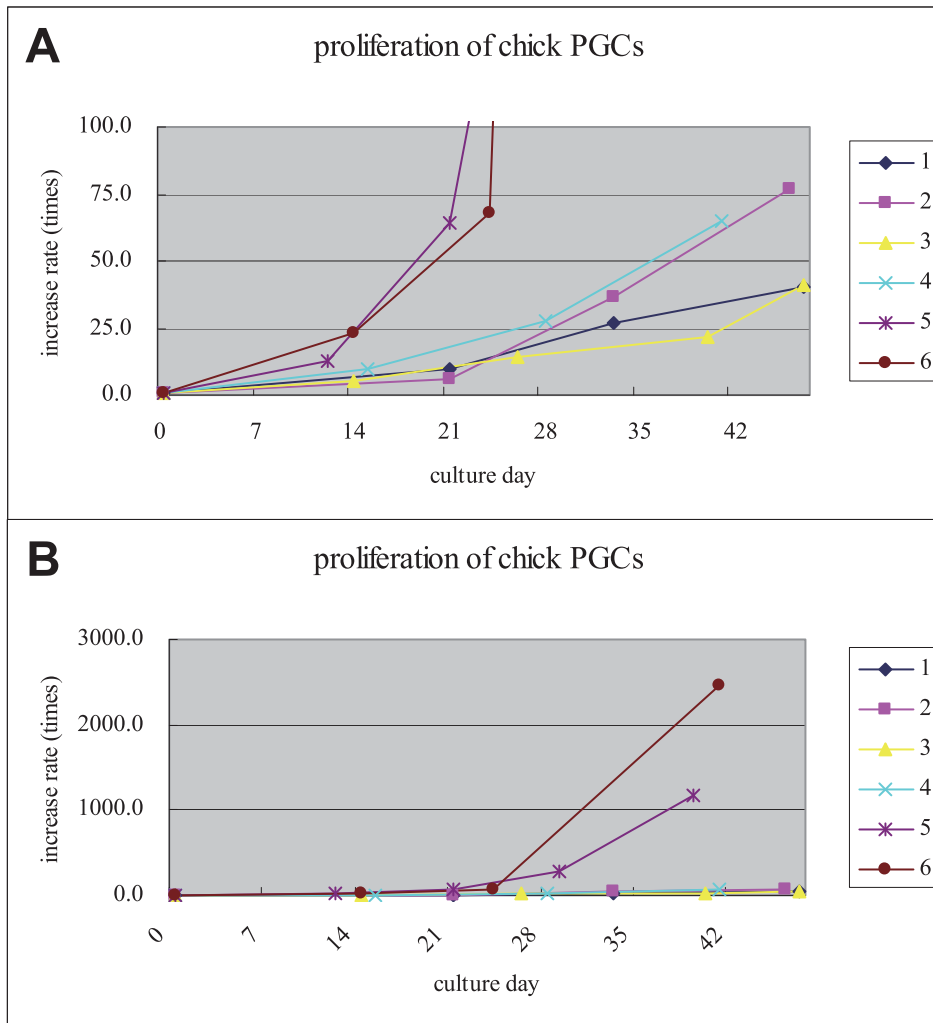 A
proliferation of chick PGCs
increase rate (times)
100.0
75.0
50.0
25.0
0.0
0 7 14 21 28 35 42
culture day
1
2
3
4
5
6
B
proliferation of chick PGCs
increase rate (times)
3000.0
2000.0
1000.0
0.0
0 7 14 21 28 35 42
culture day
1
2
3
4
5
6